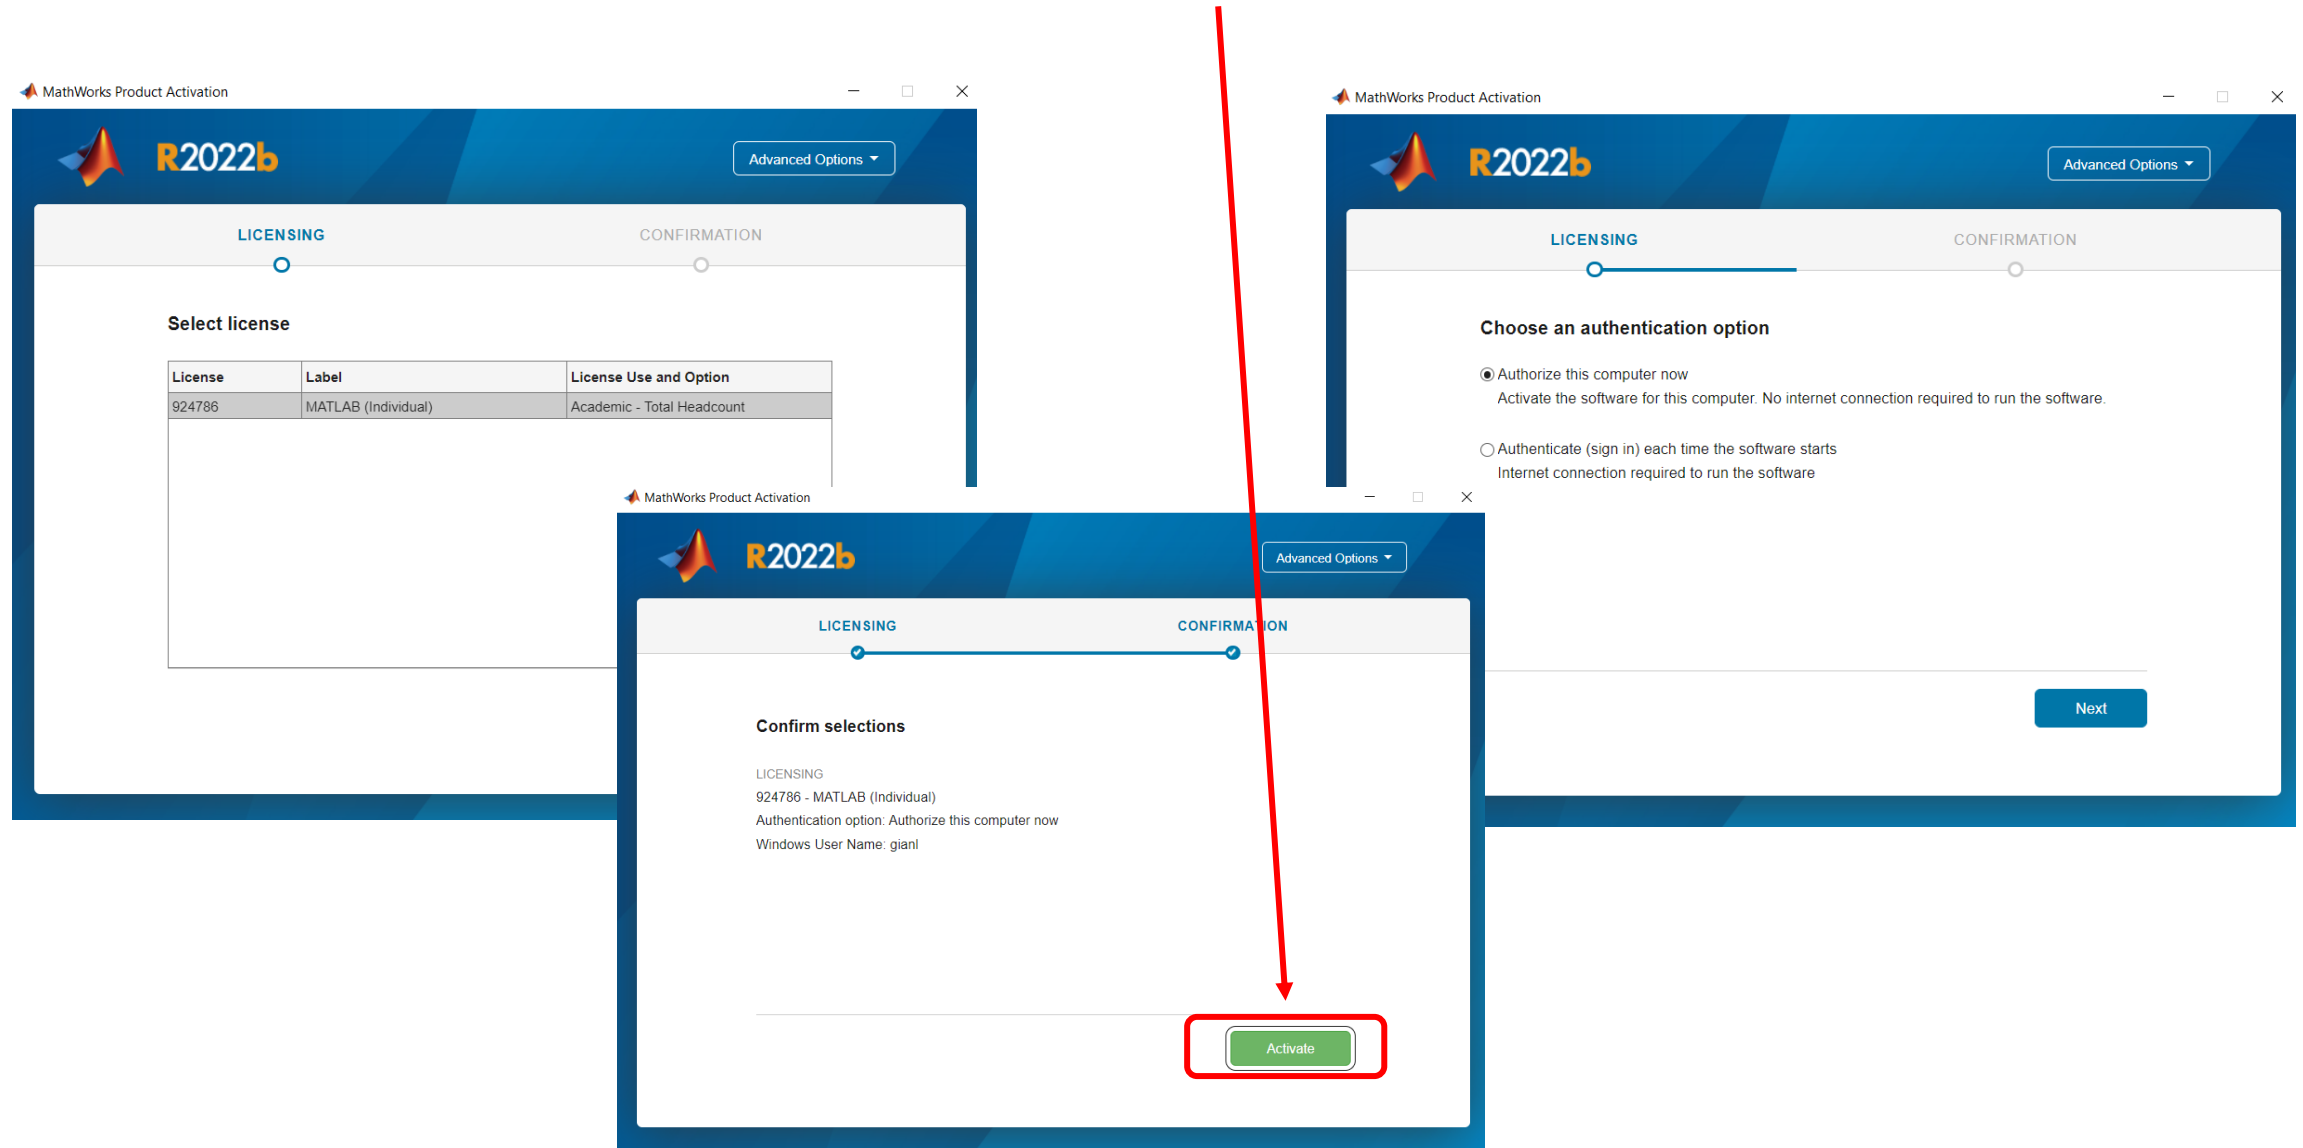 MathWorks Product Activation
R2022b
Advanced Options
LICENSING CONFIRMATION
Select license
License Label License Use and Option
924786 MATLAB (Individual) Academic - Total Headcount
MathWorks Product Activation
R2022b
Advanced Options
LICENSING CONFIRMATION
Choose an authentication option
Authorize this computer now
Activate the software for this computer. No internet connection required to run the software.
Authenticate (sign in) each time the software starts
Internet connection required to run the software
Next
MathWorks Product Activation
R2022b
Advanced Options
LICENSING CONFIRMATION
Confirm selections
LICENSING
924786 - MATLAB (Individual)
Authentication option: Authorize this computer now
Windows User Name: gianl
Activate